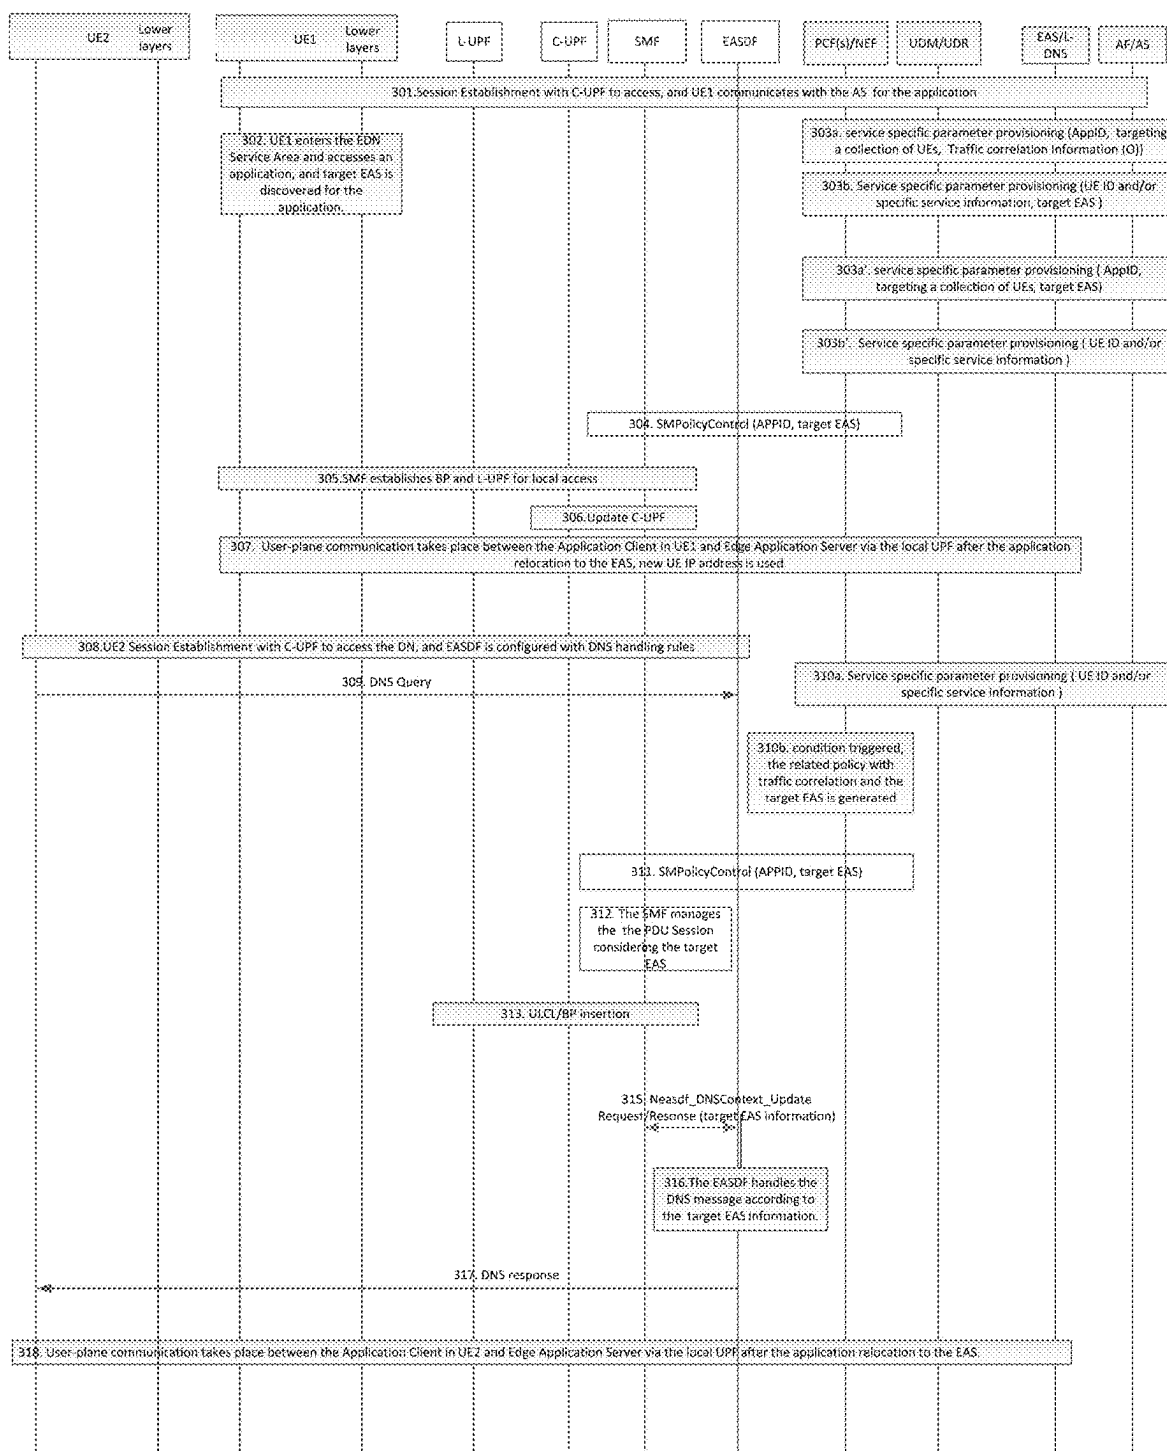 UE2
Lower
layers
UE1
Lower
layers
L-UPF
C-UPF
SMF
EASDF
PCF(s)/NEF
UDM/UDR
EAS/L-
DNS
AF/AS
301.Session Establishment with C-UPF to access, and UE1 communicates with the AS for the application
302. UE1 enters the EDN
Service Area and accesses an
application, and target EAS is
discovered for the
application.
303a. service specific parameter provisioning (AppID, targeting
a collection of UEs, Traffic correlation Information (O))
303b. Service specific parameter provisioning (UE ID and/or
specific service information, target EAS )
303a'. service specific parameter provisioning ( AppID,
targeting a collection of UEs, target EAS)
303b'. Service specific parameter provisioning ( UE ID and/or
specific service information )
304. SMPolicyControl (APPID, target EAS)
305.SMF establishes BP and L-UPF for local access
306.Update C-UPF
307. User-plane communication takes place between the Application Client in UE1 and Edge Application Server via the local UPF after the application
relocation to the EAS, new UE IP address is used
308.UE2 Session Establishment with C-UPF to access the DN, and EASDF is configured with DNS handling rules
309. DNS Query
310a. Service specific parameter provisioning ( UE ID and/or
specific service information )
310b. condition triggered,
the related policy with
traffic correlation and the
target EAS is generated
311. SMPolicyControl (APPID, target EAS)
312. The SMF manages
the the PDU Session
considering the target
EAS
313. ULCL/BP insertion
315. Neasdf_DNSContext_Update
Request/Resonse (target EAS information)
316.The EASDF handles the
DNS message according to
the target EAS information.
317. DNS response
318. User-plane communication takes place between the Application Client in UE2 and Edge Application Server via the local UPF after the application relocation to the EAS.